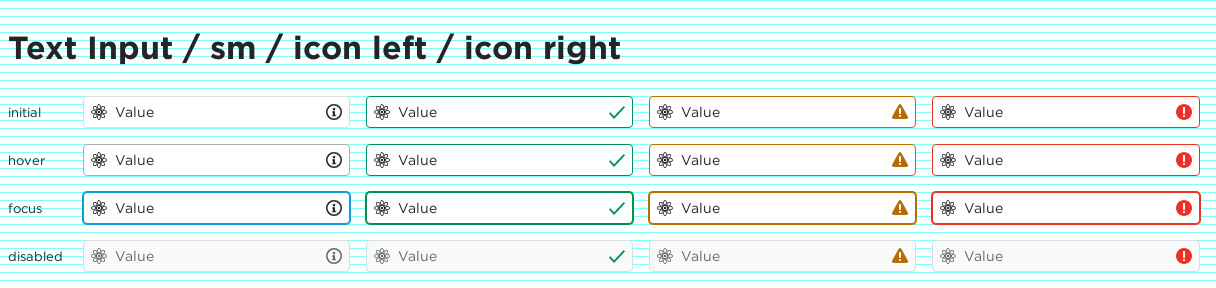 Text Input / sm / icon left / icon right
initial Value Value Value Value
hover Value Value Value Value
focus Value Value Value Value
disabled Value Value Value Value